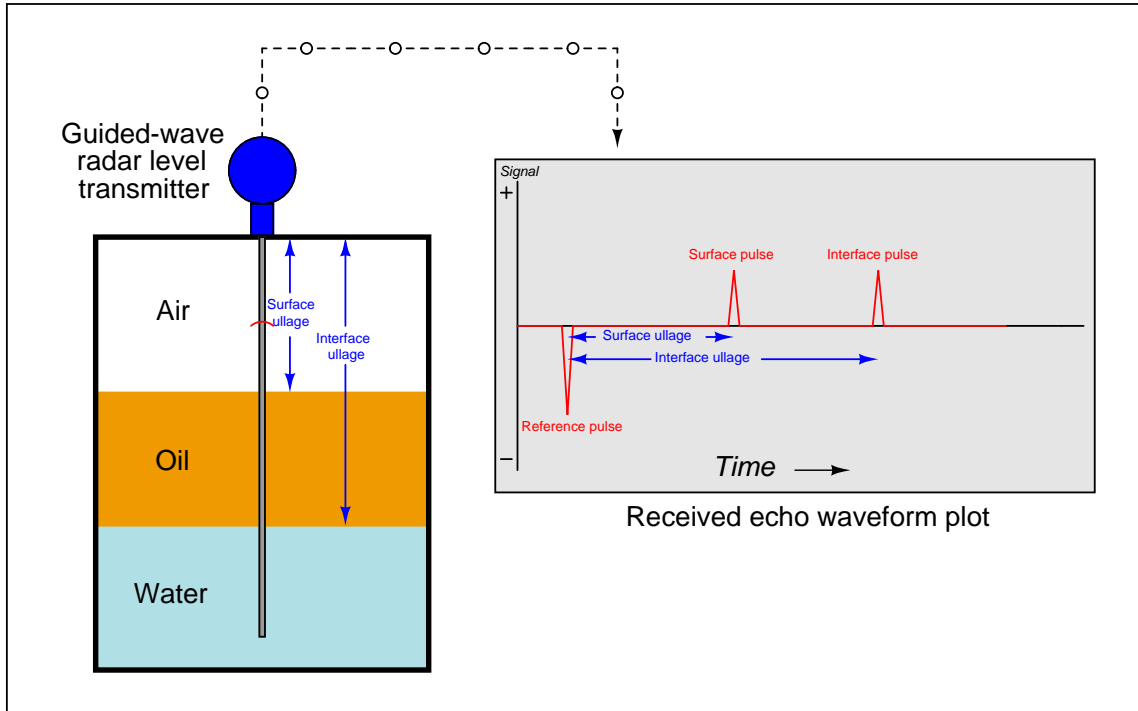 Guided-wave
radar level
transmitter
Air
Surface
ullage
Interface
ullage
Oil
Water
Signal
+
Surface pulse
Interface pulse
Surface ullage
Interface ullage
Reference pulse
−
Time
Received echo waveform plot